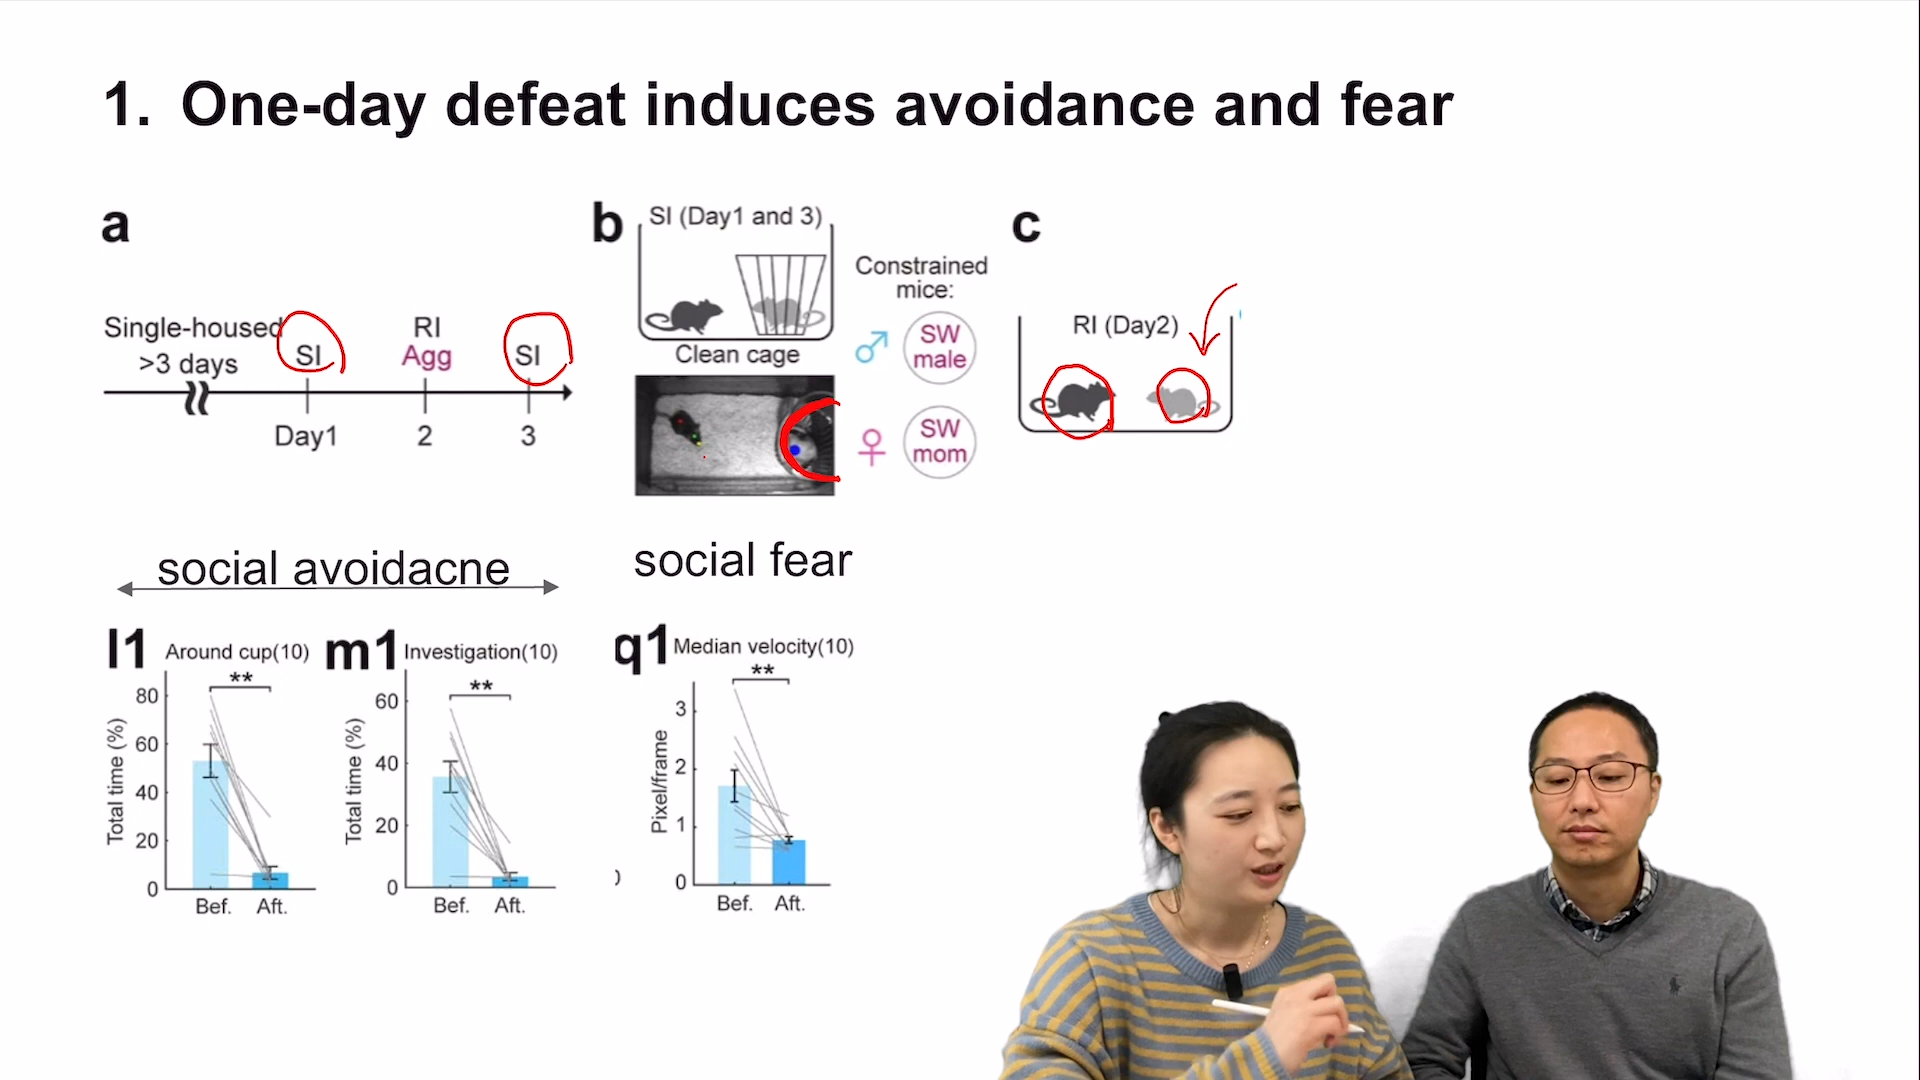 1. One-day defeat induces avoidance and fear
a
Single-housed
>3 days
SI
RI
Agg
SI
Day1
2
3
b
SI (Day1 and 3)
Clean cage
Constrained
mice:
♂
SW
male
♀
SW
mom
c
RI (Day2)
social avoidacne
social fear
l1 Around cup(10)
**
Total time (%)
80
60
40
20
0
Bef. Aft.
m1 Investigation(10)
**
Total time (%)
60
40
20
0
Bef. Aft.
q1 Median velocity(10)
**
Pixel/frame
3
2
1
0
Bef. Aft.